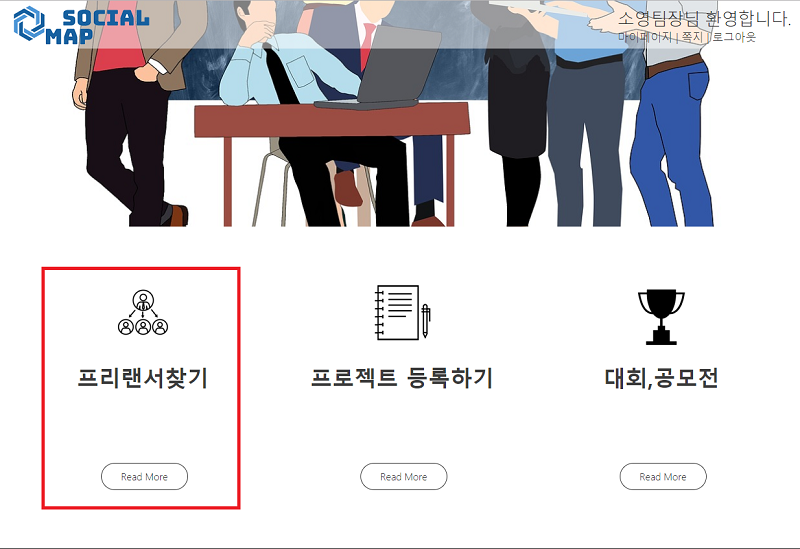 SOCIAL
MAP
소영팀장님 환영합니다.
마이페이지 | 쪽지 | 로그아웃
프리랜서찾기
프로젝트 등록하기
대회,공모전
Read More
Read More
Read More